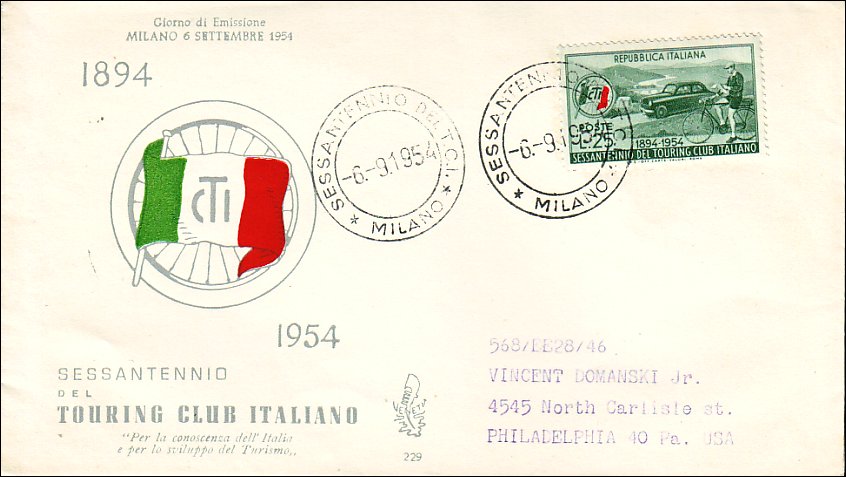 Giorno di Emissione
MILANO 6 SETTEMBRE 1954
1894
CTI
1954
SESSANTENNIO
DEL
TOURING CLUB ITALIANO
"Per la conoscenza dell'Italia
e per lo sviluppo del Turismo,,
229
SESSANTENNIO DEL T.C.I.
-6.-9.1954
* MILANO *
SESSANTENNIO
-6.-9.195
* MILANO
REPUBBLICA ITALIANA
CTI
POSTE
25
1894-1954
SESSANTENNIO DEL TOURING CLUB ITALIANO
568/DE28/46
VINCENT DOMANSKI Jr.
4545 North Carlisle st.
PHILADELPHIA 40 Pa. USA